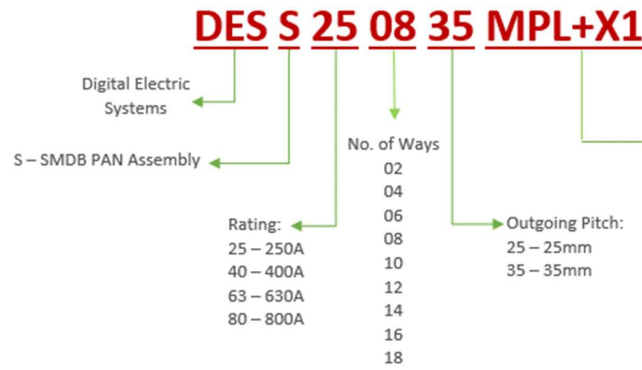 DES S 25 08 35 MPL+X1
Digital Electric
Systems
S – SMDB PAN Assembly
No. of Ways
02
04
06
08
10
12
14
16
18
Rating:
25 – 250A
40 – 400A
63 – 630A
80 – 800A
Outgoing Pitch:
25 – 25mm
35 – 35mm